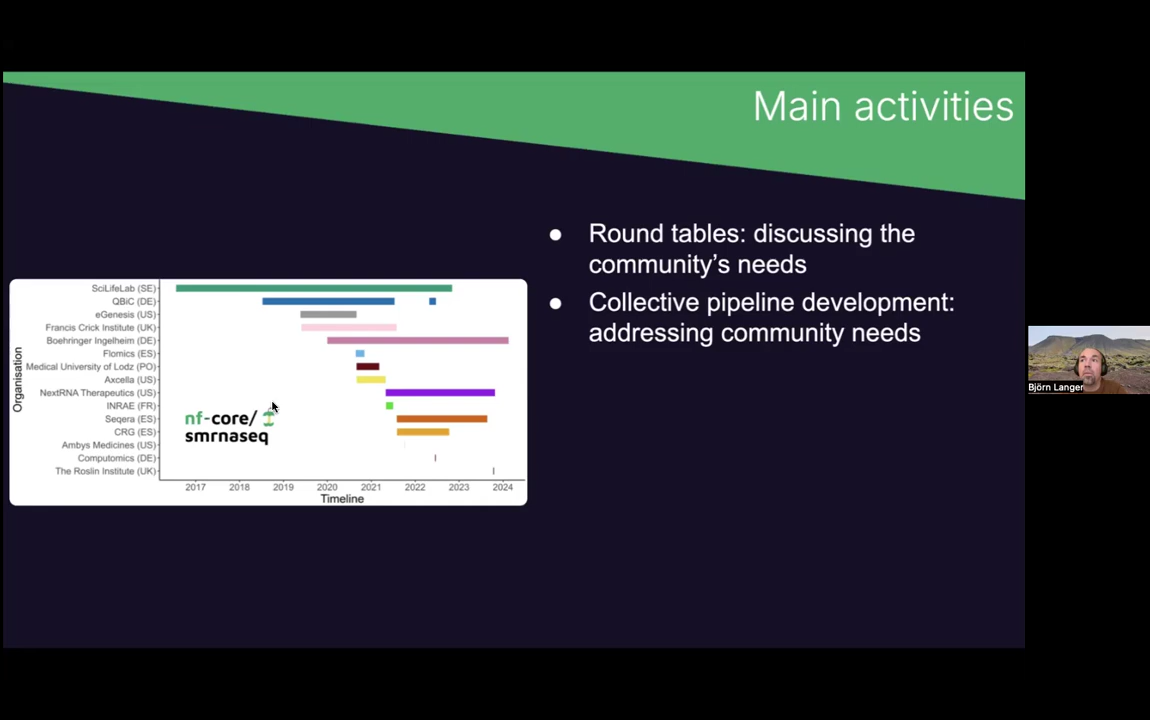 Main activities
Round tables: discussing the
community's needs
Collective pipeline development:
addressing community needs
Organisation
SciLifeLab (SE)
QBiC (DE)
eGenesis (US)
Francis Crick Institute (UK)
Boehringer Ingelheim (DE)
Flomics (ES)
Medical University of Lodz (PO)
Axcella (US)
NextRNA Therapeutics (US)
INRAE (FR)
Seqera (ES)
CRG (ES)
Ambys Medicines (US)
Computomics (DE)
The Roslin Institute (UK)
nf-core/
smrnaseq
2017 2018 2019 2020 2021 2022 2023 2024
Timeline
Björn Langer